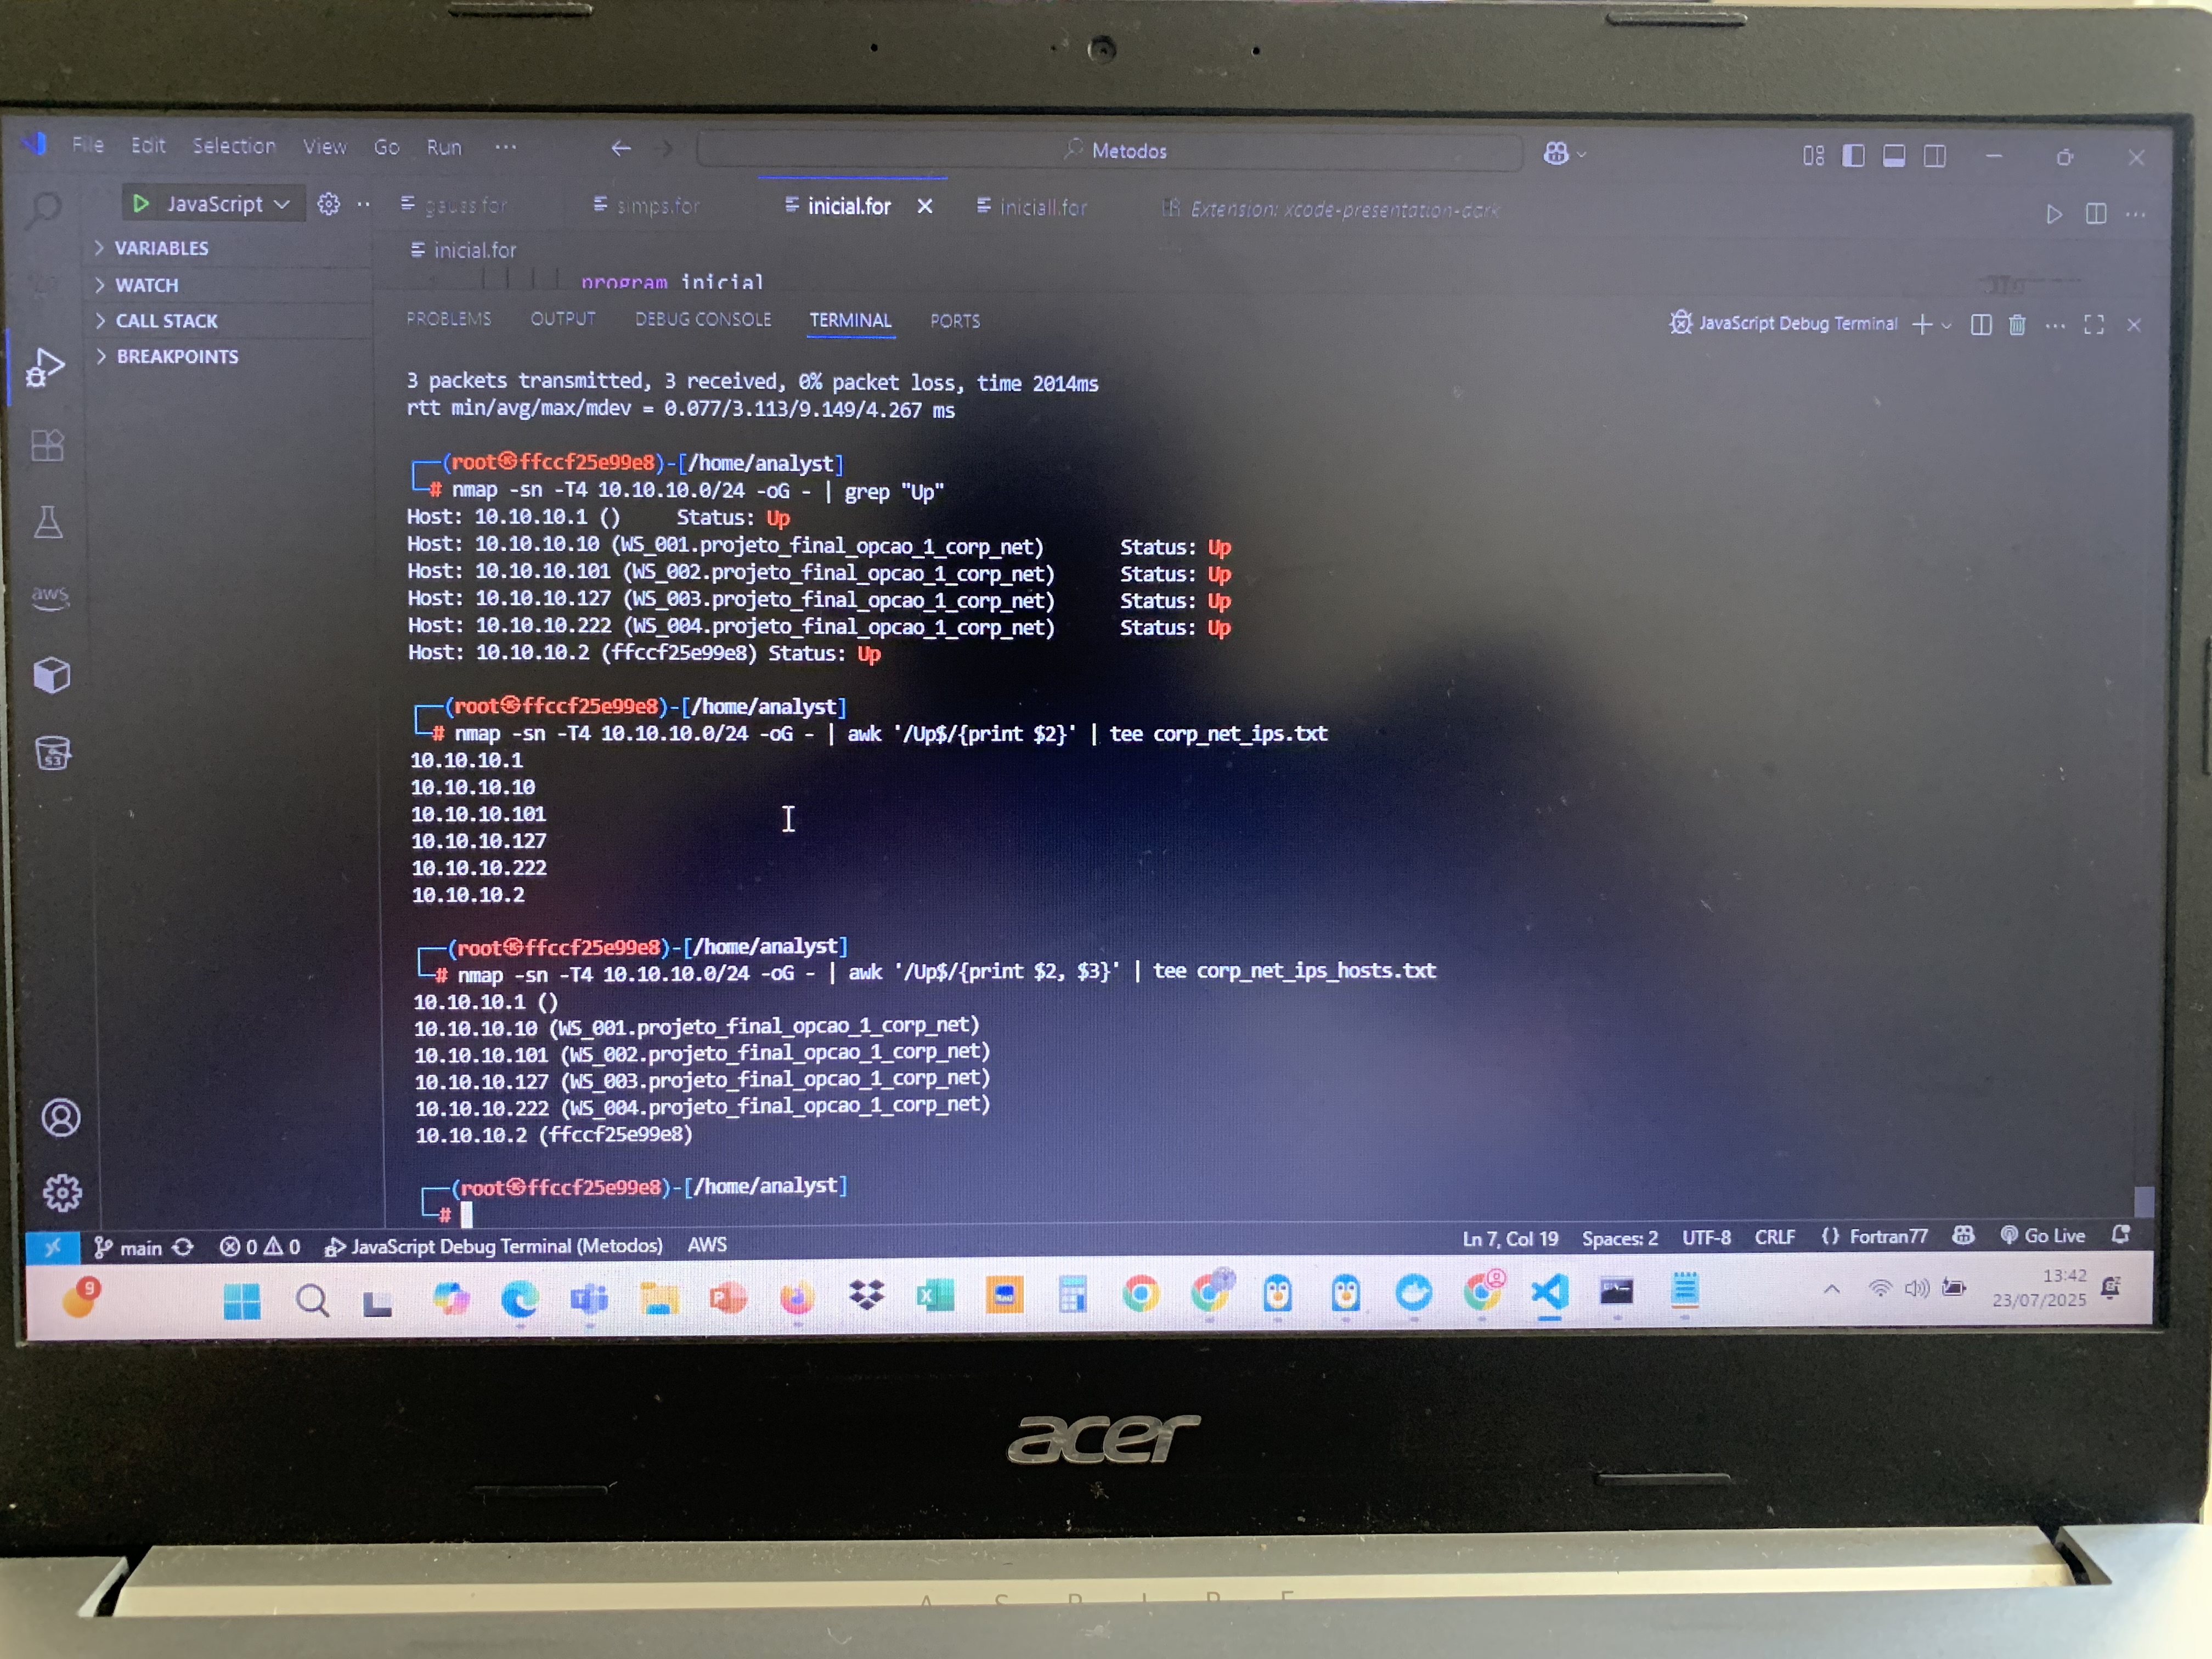 File Edit Selection View Go Run ··· Metodos
JavaScript gauss.for simps.for inicial.for iniciall.for Extension: xcode-presentation-dark
VARIABLES
WATCH
CALL STACK
BREAKPOINTS
inicial.for
program inicial
PROBLEMS OUTPUT DEBUG CONSOLE TERMINAL PORTS JavaScript Debug Terminal
3 packets transmitted, 3 received, 0% packet loss, time 2014ms
rtt min/avg/max/mdev = 0.077/3.113/9.149/4.267 ms
┌──(root㉿ffccf25e99e8)-[/home/analyst]
└─# nmap -sn -T4 10.10.10.0/24 -oG - | grep "Up"
Host: 10.10.10.1 () Status: Up
Host: 10.10.10.10 (WS_001.projeto_final_opcao_1_corp_net) Status: Up
Host: 10.10.10.101 (WS_002.projeto_final_opcao_1_corp_net) Status: Up
Host: 10.10.10.127 (WS_003.projeto_final_opcao_1_corp_net) Status: Up
Host: 10.10.10.222 (WS_004.projeto_final_opcao_1_corp_net) Status: Up
Host: 10.10.10.2 (ffccf25e99e8) Status: Up
┌──(root㉿ffccf25e99e8)-[/home/analyst]
└─# nmap -sn -T4 10.10.10.0/24 -oG - | awk '/Up$/{print $2}' | tee corp_net_ips.txt
10.10.10.1
10.10.10.10
10.10.10.101
10.10.10.127
10.10.10.222
10.10.10.2
┌──(root㉿ffccf25e99e8)-[/home/analyst]
└─# nmap -sn -T4 10.10.10.0/24 -oG - | awk '/Up$/{print $2, $3}' | tee corp_net_ips_hosts.txt
10.10.10.1 ()
10.10.10.10 (WS_001.projeto_final_opcao_1_corp_net)
10.10.10.101 (WS_002.projeto_final_opcao_1_corp_net)
10.10.10.127 (WS_003.projeto_final_opcao_1_corp_net)
10.10.10.222 (WS_004.projeto_final_opcao_1_corp_net)
10.10.10.2 (ffccf25e99e8)
┌──(root㉿ffccf25e99e8)-[/home/analyst]
└─#
aws
S3
main 0 0 JavaScript Debug Terminal (Metodos) AWS Ln 7, Col 19 Spaces: 2 UTF-8 CRLF {} Fortran77 Go Live
9
13:42
23/07/2025
acer